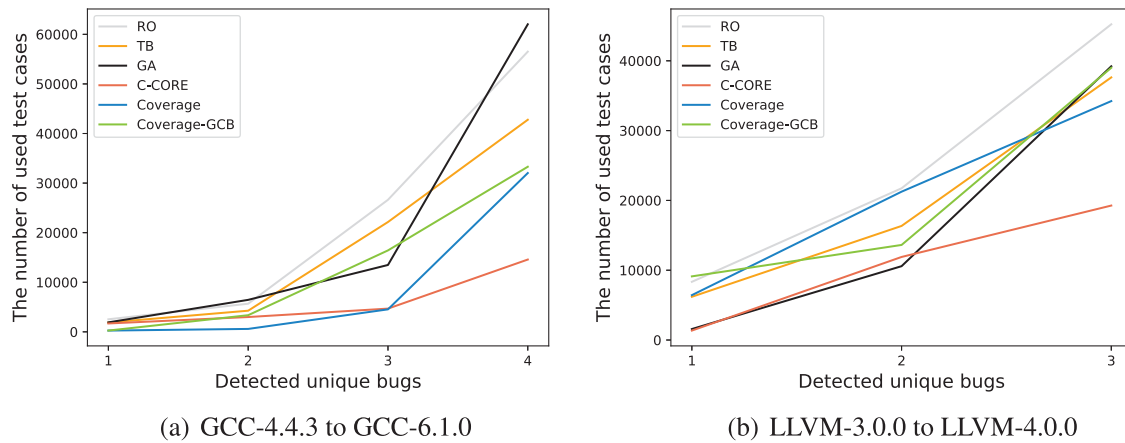 The number of used test cases
60000
50000
40000
30000
20000
10000
0
RO
TB
GA
C-CORE
Coverage
Coverage-GCB
1
2
3
4
Detected unique bugs
(a) GCC-4.4.3 to GCC-6.1.0
The number of used test cases
40000
30000
20000
10000
0
RO
TB
GA
C-CORE
Coverage
Coverage-GCB
1
2
3
Detected unique bugs
(b) LLVM-3.0.0 to LLVM-4.0.0